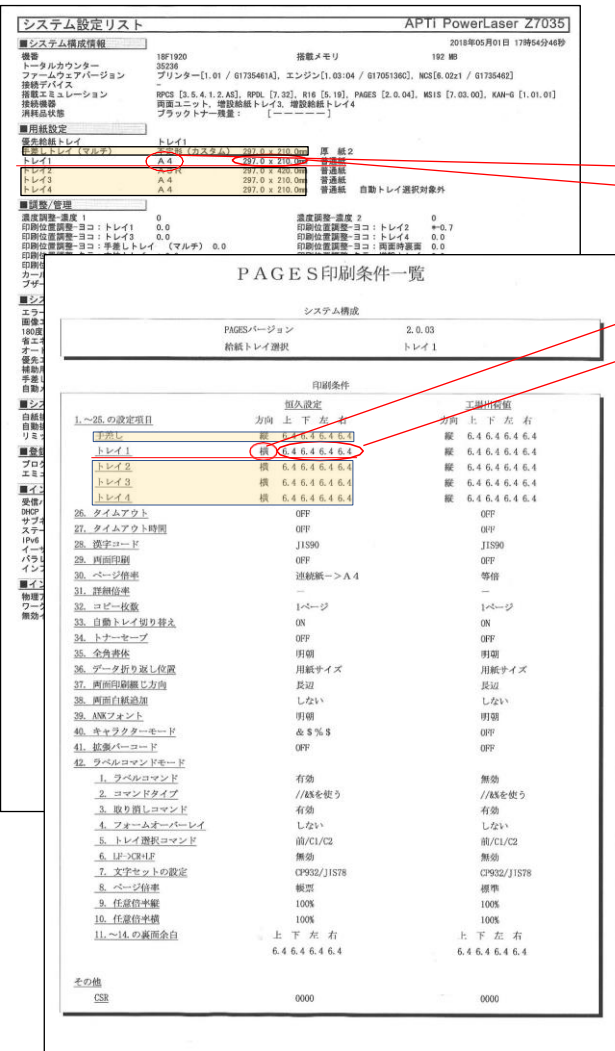 システム設定リスト APTi PowerLaser Z7035
■システム構成情報 2018年05月01日 17時54分46秒
機番 18F1920 搭載メモリ 192 MB
トータルカウンター 35236
ファームウェアバージョン プリンター[1.01 / G1735461A], エンジン[1.03:04 / G1705136C], NCS[6.02z1 / G1735462]
接続デバイス -
搭載エミュレーション RPCS [3.5.4.1.2.AS], RPDL [7.32], R16 [5.19], PAGES [2.0.04], MSIS [7.03.00], KAN-G [1.01.01]
接続機器 両面ユニット, 増設給紙トレイ3, 増設給紙トレイ4
消耗品状態 ブラックトナー残量： [ーーーーー]
■用紙設定
優先給紙トレイ トレイ1
手差しトレイ (マルチ) 不定形 (カスタム) 297.0 x 210.0mm 厚 紙2
トレイ1 A4 297.0 x 210.0mm 普通紙
トレイ2 297.0 x 420.0mm 普通紙
トレイ3 A4 297.0 x 210.0mm 普通紙
トレイ4 A4 297.0 x 210.0mm 普通紙 自動トレイ選択対象外
■調整/管理
濃度調整-濃度 1 0 濃度調整-濃度 2 0
印刷位置調整-ヨコ：トレイ1 0.0 印刷位置調整-ヨコ：トレイ2 *-0.7
印刷位置調整-ヨコ：トレイ3 0.0 印刷位置調整-ヨコ：トレイ4 0.0
印刷位置調整-ヨコ：手差しトレイ (マルチ) 0.0 印刷位置調整-ヨコ：両面時裏面 0.0
PAGES印刷条件一覧
システム構成
PAGESバージョン 2.0.03
給紙トレイ選択 トレイ1
印刷条件
恒久設定 工場出荷値
1.～25.の設定項目 方向 上 下 左 右 方向 上 下 左 右
手差し 縦 6.4 6.4 6.4 6.4 縦 6.4 6.4 6.4 6.4
トレイ1 横 6.4 6.4 6.4 6.4 縦 6.4 6.4 6.4 6.4
トレイ2 横 6.4 6.4 6.4 6.4 縦 6.4 6.4 6.4 6.4
トレイ3 横 6.4 6.4 6.4 6.4 縦 6.4 6.4 6.4 6.4
トレイ4 横 6.4 6.4 6.4 6.4 縦 6.4 6.4 6.4 6.4
26. タイムアウト OFF OFF
27. タイムアウト時間 OFF OFF
28. 漢字コード JIS90 JIS90
29. 両面印刷 OFF OFF
30. ページ倍率 連続紙ー＞A4 等倍
31. 詳細倍率 － －
32. コピー枚数 1ページ 1ページ
33. 自動トレイ切り替え ON ON
34. トナーセーブ OFF OFF
35. 全角書体 明朝 明朝
36. データ折り返し位置 用紙サイズ 用紙サイズ
37. 両面印刷綴じ方向 長辺 長辺
38. 両面白紙追加 しない しない
39. ANKフォント 明朝 明朝
40. キャラクターモード &$%$ OFF
41. 拡張バーコード OFF OFF
42. ラベルコマンドモード
1. ラベルコマンド 有効 無効
2. コマンドタイプ //&%を使う //&%を使う
3. 取り消しコマンド 有効 有効
4. フォームオーバーレイ しない しない
5. トレイ選択コマンド 前/C1/C2 前/C1/C2
6. LF->CR+LF 無効 無効
7. 文字セットの設定 CP932/JIS78 CP932/JIS78
8. ページ倍率 帳票 標準
9. 任意倍率縦 100% 100%
10. 任意倍率横 100% 100%
11.～14.の裏面余白 上 下 左 右 上 下 左 右
6.4 6.4 6.4 6.4 6.4 6.4 6.4 6.4
その他
CSR 0000 0000